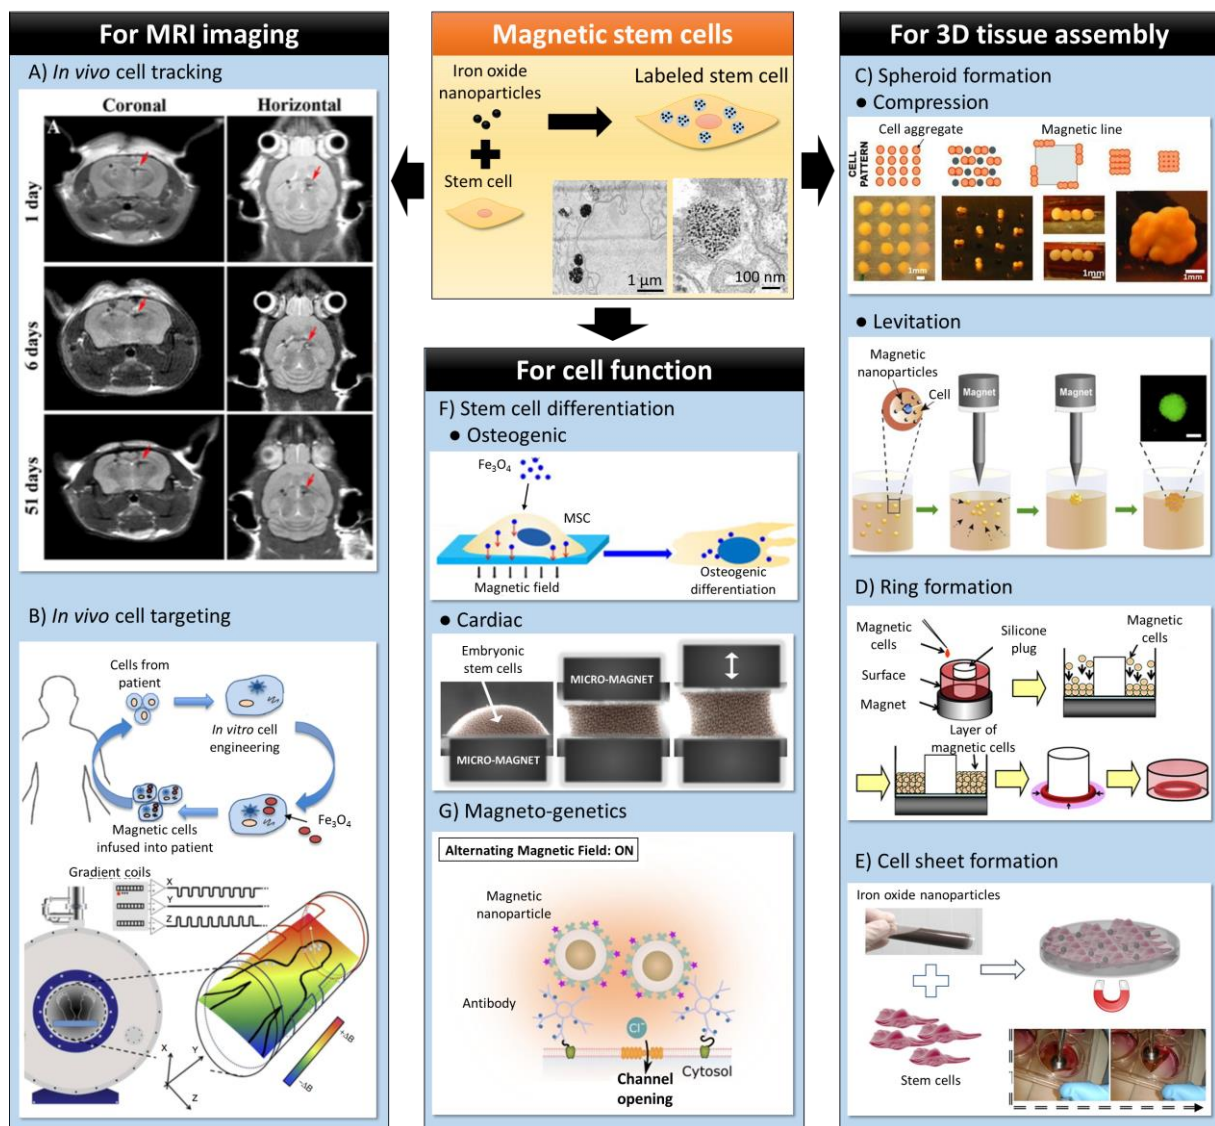 For MRI imaging
A) In vivo cell tracking
Coronal
Horizontal
A
1 day
6 days
51 days
B) In vivo cell targeting
Cells from
patient
In vitro cell
engineering
Fe₃O₄
Magnetic cells
infused into patient
Gradient coils
X
Y
Z
X
Y
Z
+ΔB
-ΔB
Magnetic stem cells
Iron oxide
nanoparticles
Labeled stem cell
Stem cell
1 µm
100 nm
For cell function
F) Stem cell differentiation
● Osteogenic
Fe₃O₄
MSC
Magnetic field
Osteogenic
differentiation
● Cardiac
Embryonic
stem cells
MICRO-MAGNET
MICRO-MAGNET
G) Magneto-genetics
Alternating Magnetic Field: ON
Magnetic
nanoparticle
Antibody
Cl⁻
Cytosol
Channel
opening
For 3D tissue assembly
C) Spheroid formation
● Compression
Cell aggregate
Magnetic line
CELL
PATTERN
1mm
1mm
1mm
● Levitation
Magnetic
nanoparticles
Cell
Magnet
Magnet
D) Ring formation
Magnetic
cells
Silicone
plug
Magnetic
cells
Surface
Magnet
Layer of
magnetic cells
E) Cell sheet formation
Iron oxide nanoparticles
Stem cells